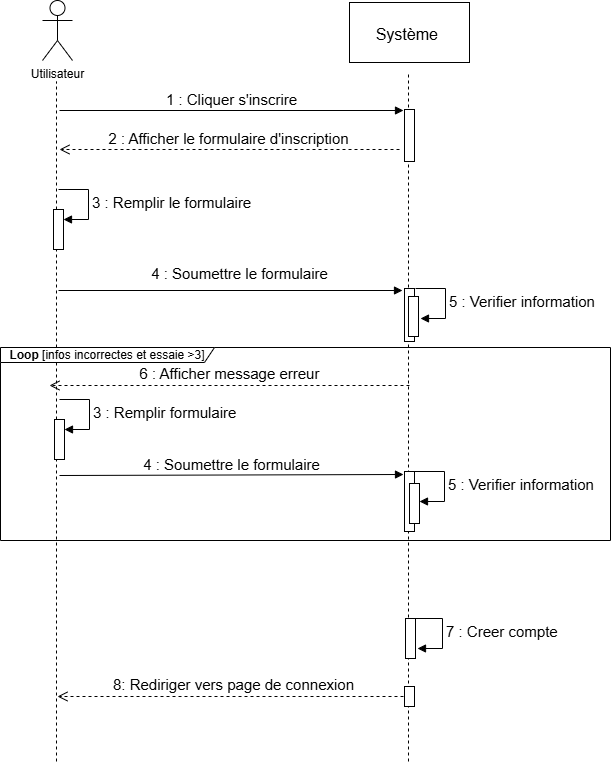 Système
Utilisateur
1 : Cliquer s'inscrire
2 : Afficher le formulaire d'inscription
3 : Remplir le formulaire
4 : Soumettre le formulaire
5 : Verifier information
Loop [infos incorrectes et essaie >3]
6 : Afficher message erreur
3 : Remplir formulaire
4 : Soumettre le formulaire
5 : Verifier information
7 : Creer compte
8: Rediriger vers page de connexion